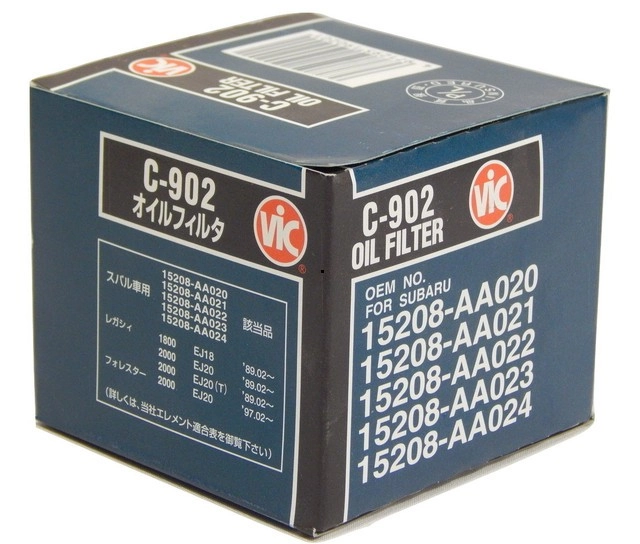 ViC
C-902
OIL FILTER
C-902
オイルフィルタ
ViC
®
スバル車用
15208-AA020
15208-AA021
15208-AA022
15208-AA023
15208-AA024
該当品
レガシィ
1800 EJ18 '89.02~
2000 EJ20 '89.02~
2000 EJ20(T) '89.02~
フォレスター 2000 EJ20 '97.02~
(詳しくは、当社エレメント適合表を御覧下さい)
C-902
OIL FILTER
ViC
®
OEM NO.
FOR SUBARU
15208-AA020
15208-AA021
15208-AA022
15208-AA023
15208-AA024